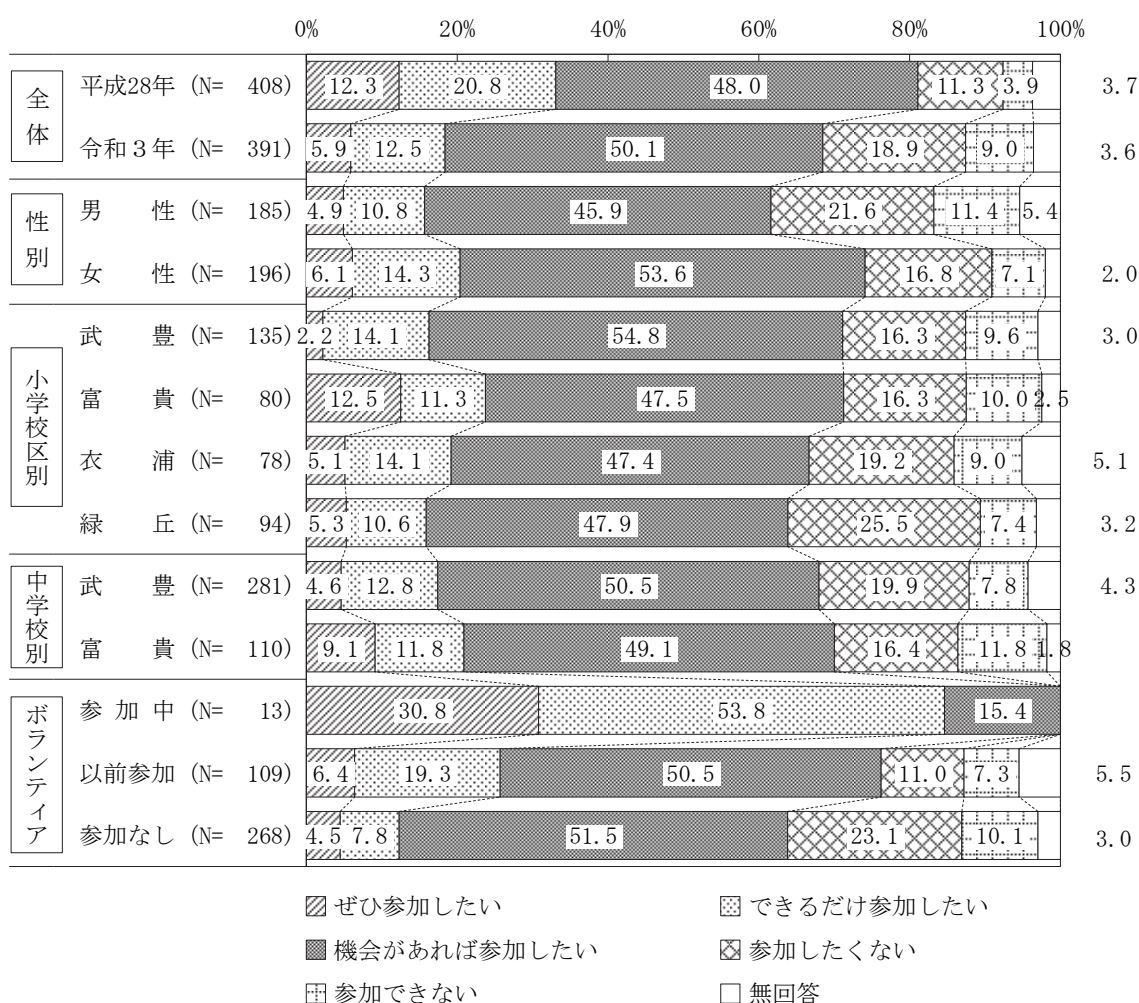 0% 20% 40% 60% 80% 100%
全体
平成28年 (N= 408) 12.3 20.8 48.0 11.3 3.9 3.7
令和３年 (N= 391) 5.9 12.5 50.1 18.9 9.0 3.6
性別
男 性 (N= 185) 4.9 10.8 45.9 21.6 11.4 5.4
女 性 (N= 196) 6.1 14.3 53.6 16.8 7.1 2.0
小学校区別
武 豊 (N= 135) 2.2 14.1 54.8 16.3 9.6 3.0
富 貴 (N= 80) 12.5 11.3 47.5 16.3 10.0 2.5
衣 浦 (N= 78) 5.1 14.1 47.4 19.2 9.0 5.1
緑 丘 (N= 94) 5.3 10.6 47.9 25.5 7.4 3.2
中学校別
武 豊 (N= 281) 4.6 12.8 50.5 19.9 7.8 4.3
富 貴 (N= 110) 9.1 11.8 49.1 16.4 11.8 1.8
ボランティア
参 加 中 (N= 13) 30.8 53.8 15.4
以前参加 (N= 109) 6.4 19.3 50.5 11.0 7.3 5.5
参加なし (N= 268) 4.5 7.8 51.5 23.1 10.1 3.0
ぜひ参加したい できるだけ参加したい
機会があれば参加したい 参加したくない
参加できない 無回答